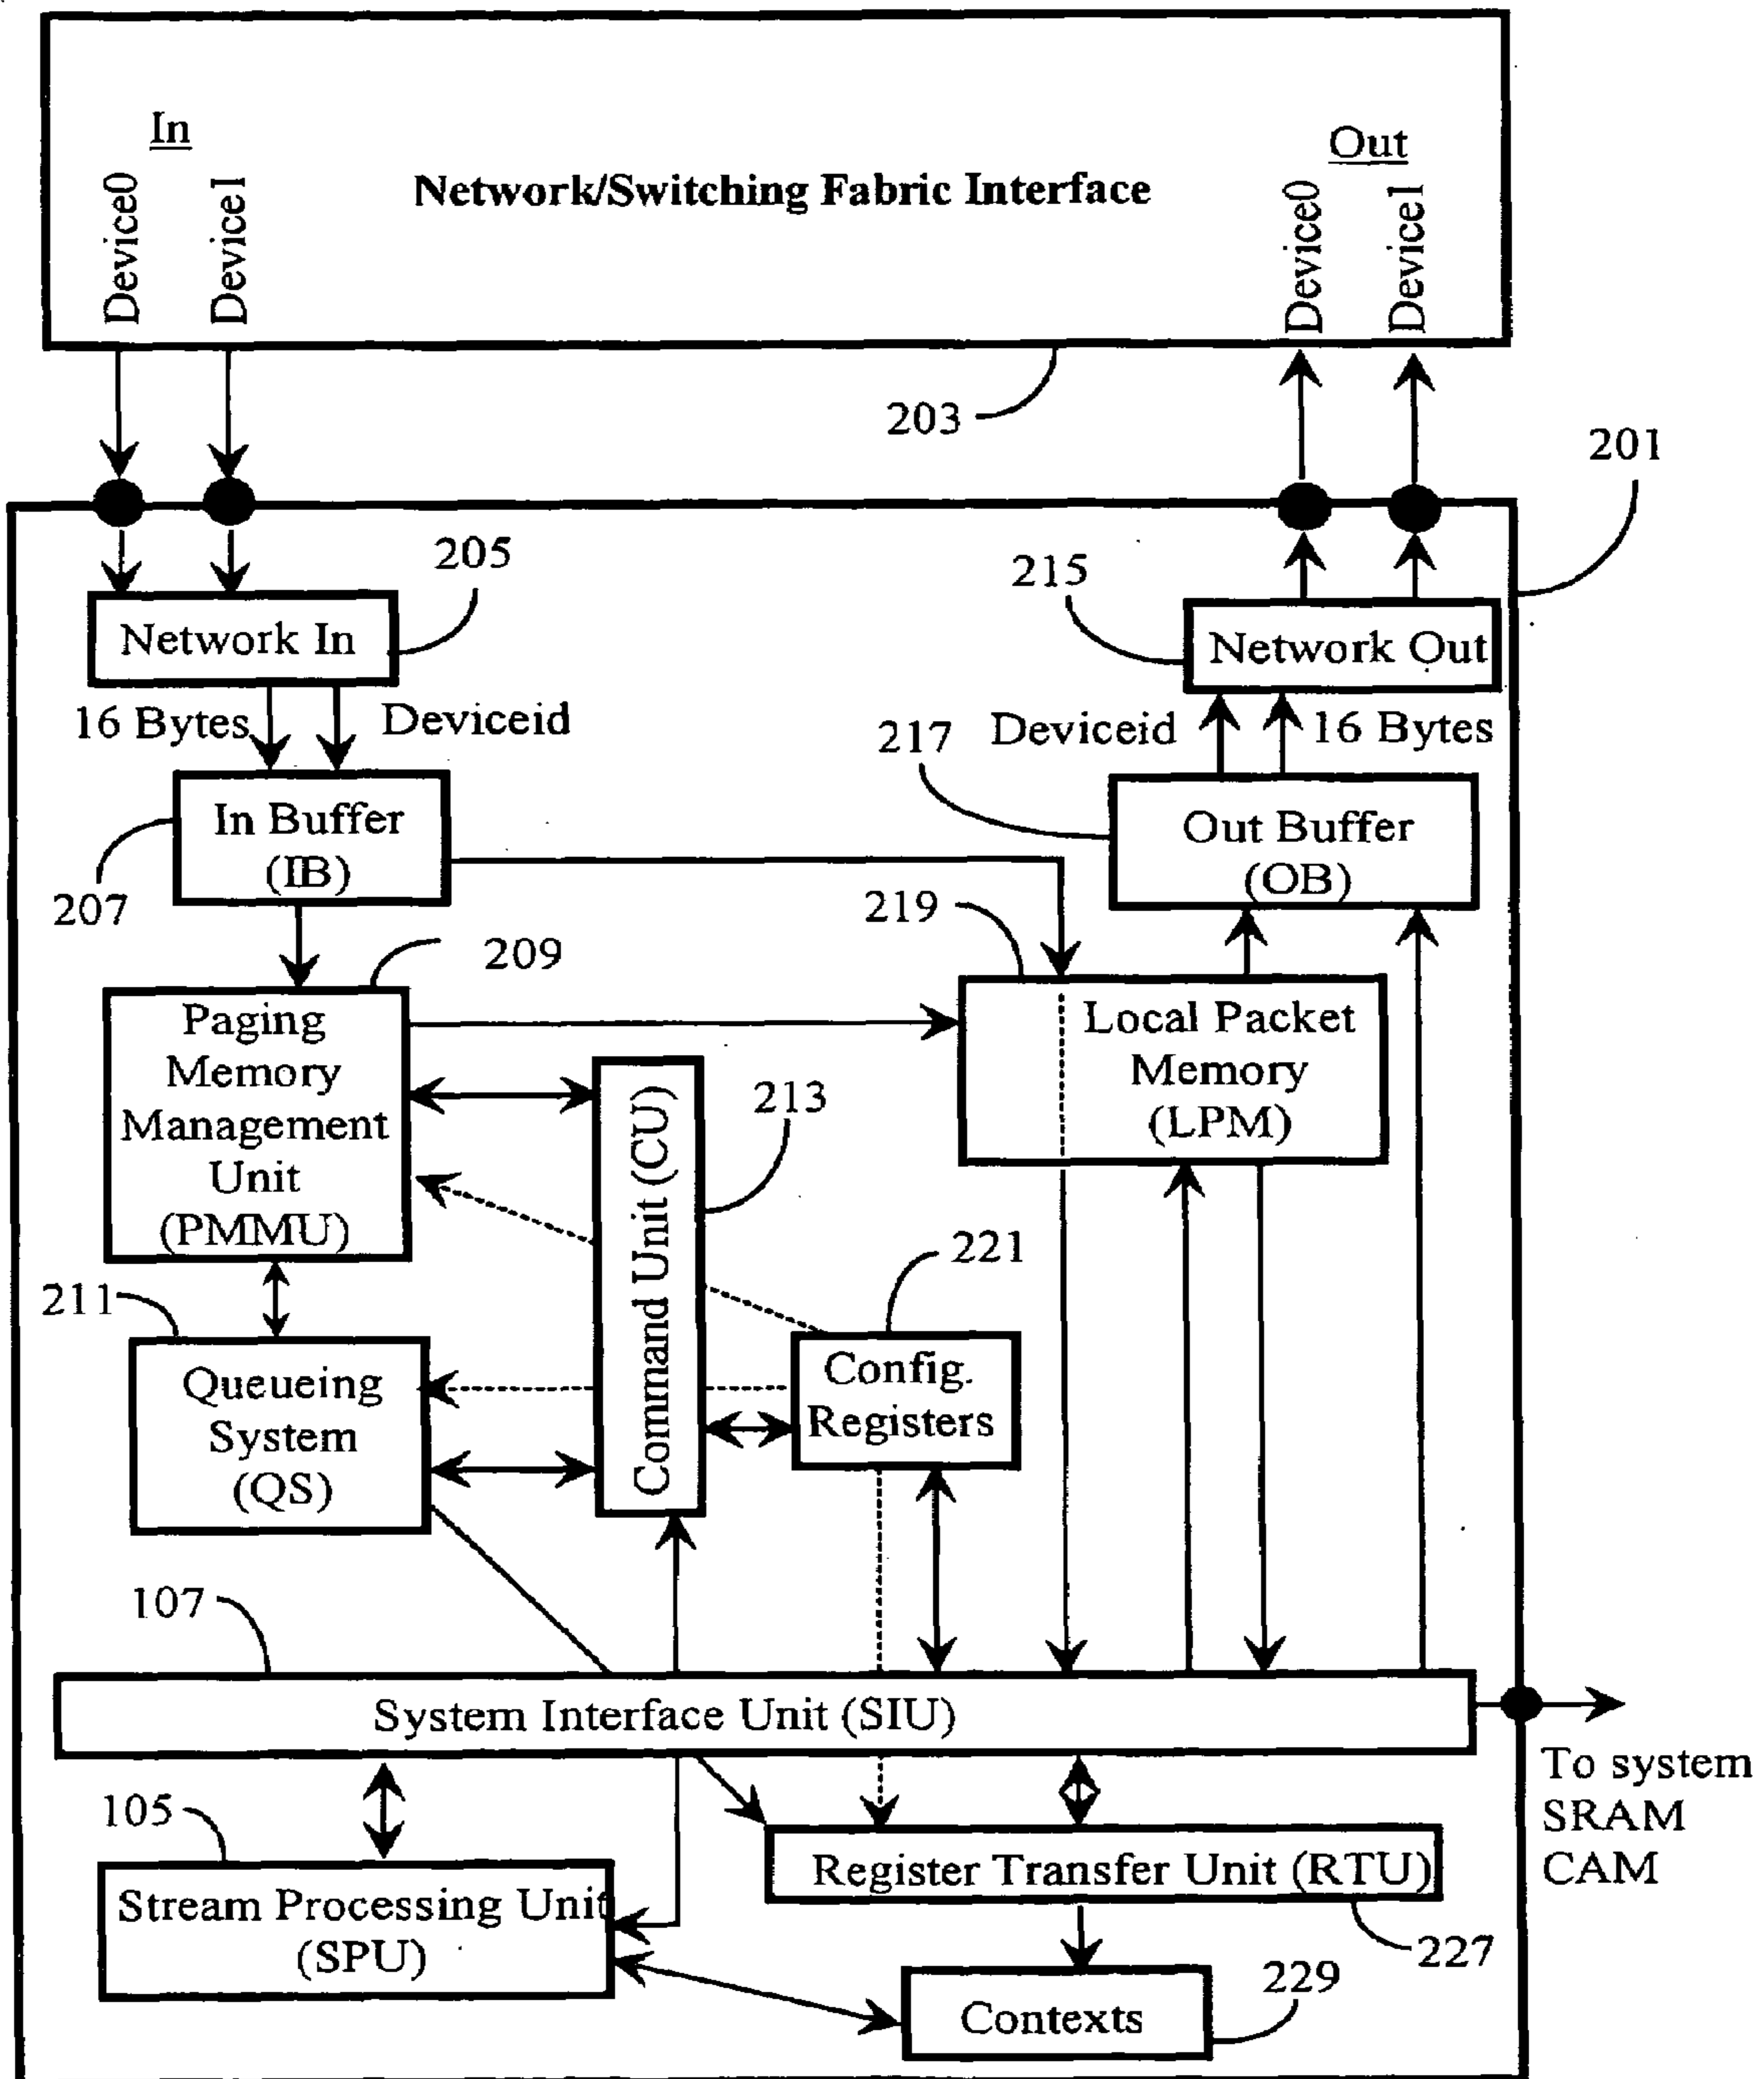 In
Out
Device0
Device1
Network/Switching Fabric Interface
Device0
Device1
203
201
205
215
Network In
Network Out
16 Bytes
Deviceid
217
Deviceid
16 Bytes
In Buffer
(IB)
Out Buffer
(OB)
207
219
209
Paging
Memory
Management
Unit
(PMMU)
Local Packet
Memory
(LPM)
213
Command Unit (CU)
221
211
Queueing
System
(QS)
Config.
Registers
107
System Interface Unit (SIU)
To system
SRAM
CAM
105
Stream Processing Unit
(SPU)
Register Transfer Unit (RTU)
227
229
Contexts